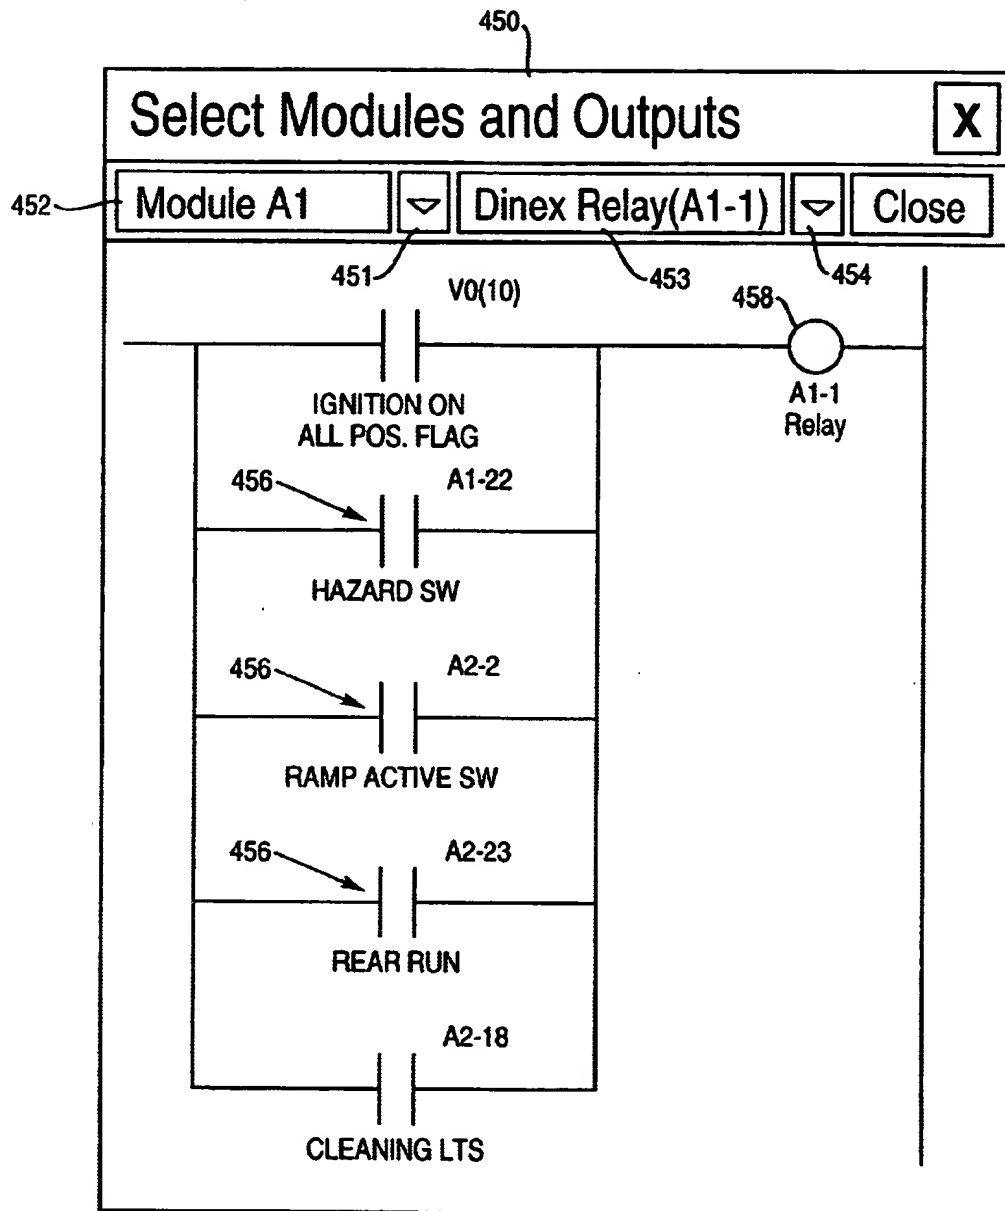 450
Select Modules and Outputs X
452 Module A1 Dinex Relay(A1-1) Close
451 453 454
V0(10)
458
IGNITION ON
ALL POS. FLAG
A1-1
Relay
456 A1-22
HAZARD SW
456 A2-2
RAMP ACTIVE SW
456 A2-23
REAR RUN
A2-18
CLEANING LTS